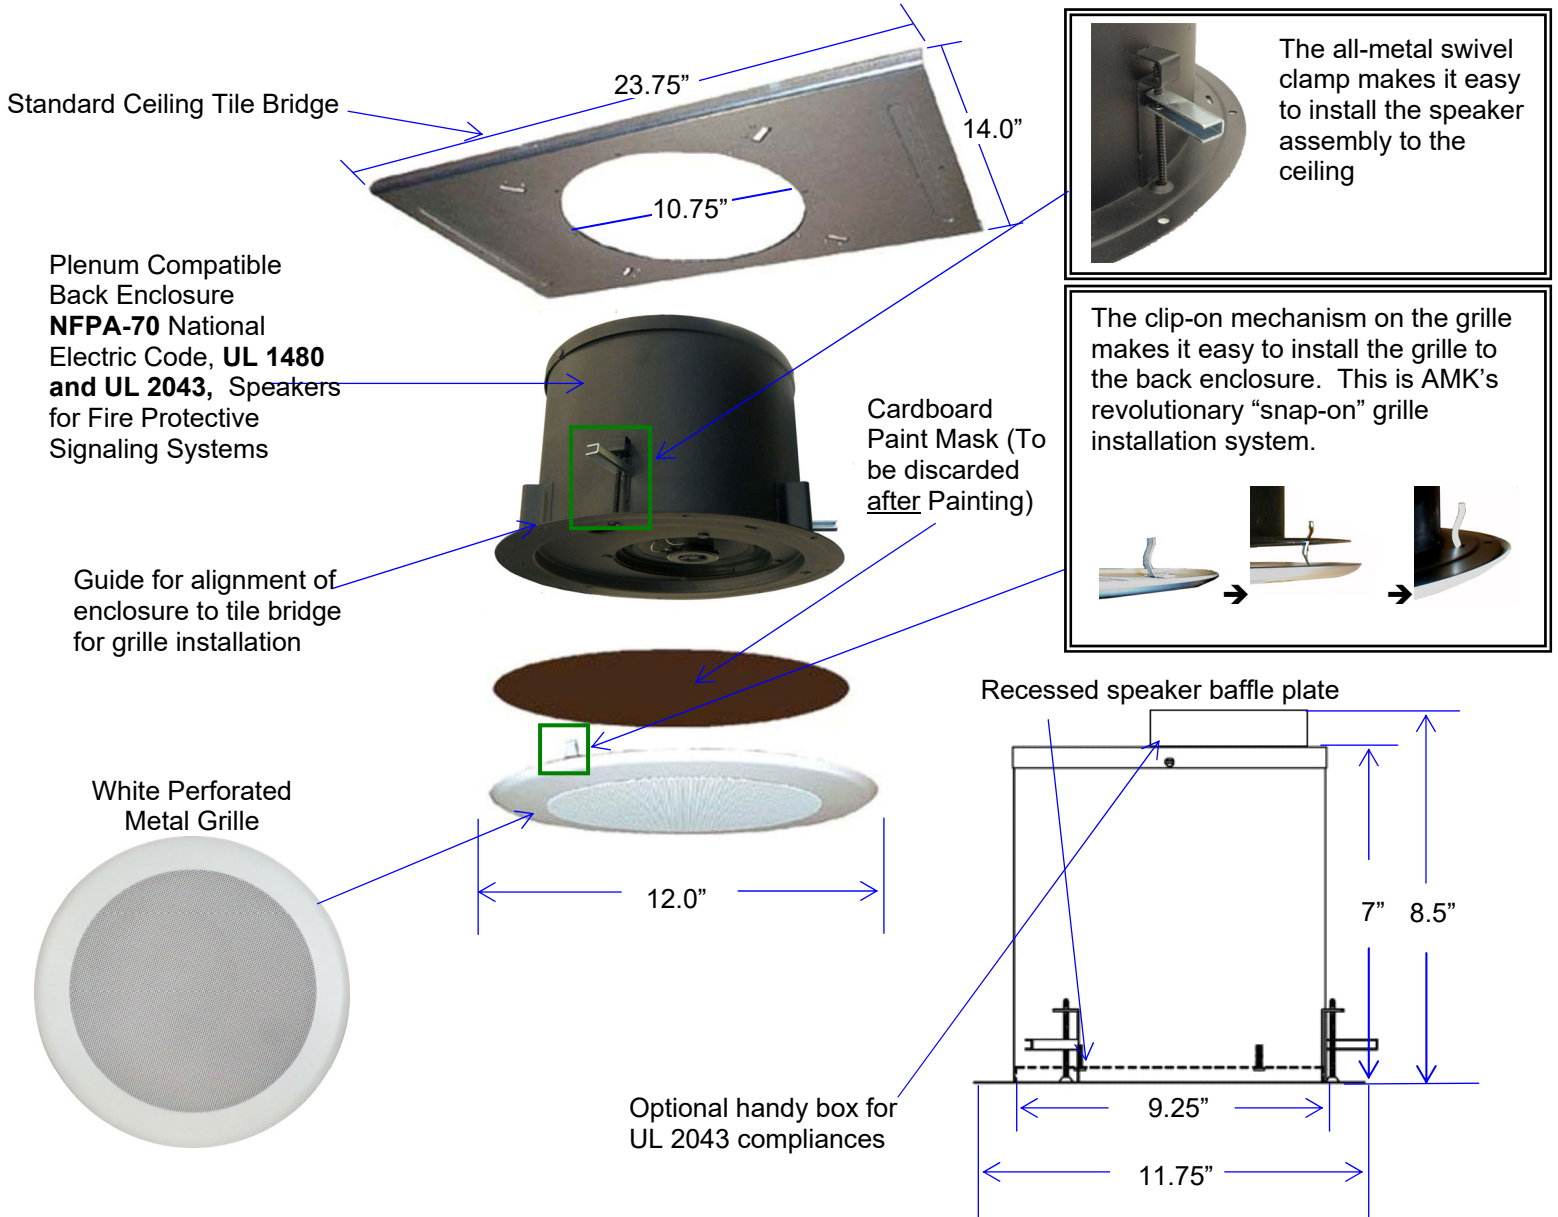 Standard Ceiling Tile Bridge
23.75”
14.0”
10.75”
The all-metal swivel
clamp makes it easy
to install the speaker
assembly to the
ceiling
Plenum Compatible
Back Enclosure
NFPA-70 National
Electric Code, UL 1480
and UL 2043, Speakers
for Fire Protective
Signaling Systems
The clip-on mechanism on the grille
makes it easy to install the grille to
the back enclosure. This is AMK’s
revolutionary “snap-on” grille
installation system.
Cardboard
Paint Mask (To
be discarded
after Painting)
Guide for alignment of
enclosure to tile bridge
for grille installation
Recessed speaker baffle plate
White Perforated
Metal Grille
12.0”
7”
8.5”
Optional handy box for
UL 2043 compliances
9.25”
11.75”